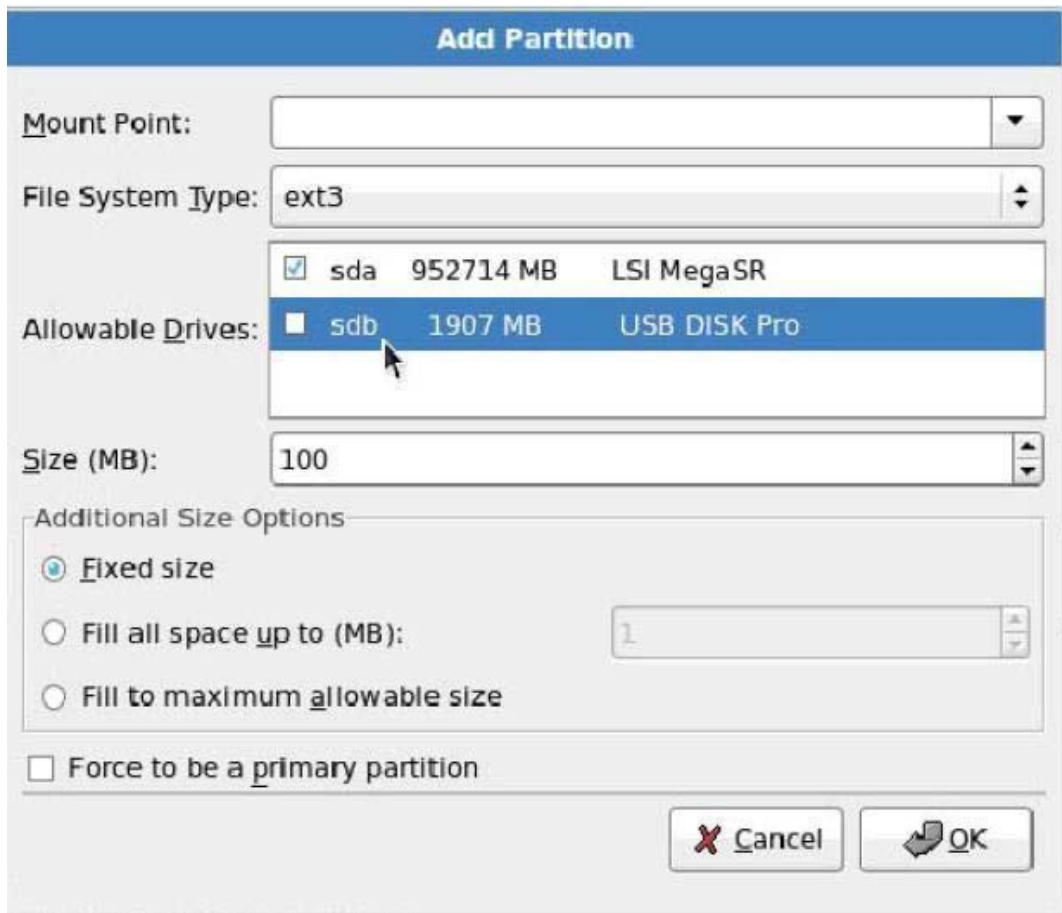 Add Partition
Mount Point:
File System Type: ext3
sda 952714 MB LSI MegaSR
Allowable Drives: sdb 1907 MB USB DISK Pro
Size (MB): 100
Additional Size Options
Fixed size
Fill all space up to (MB): 1
Fill to maximum allowable size
Force to be a primary partition
Cancel OK